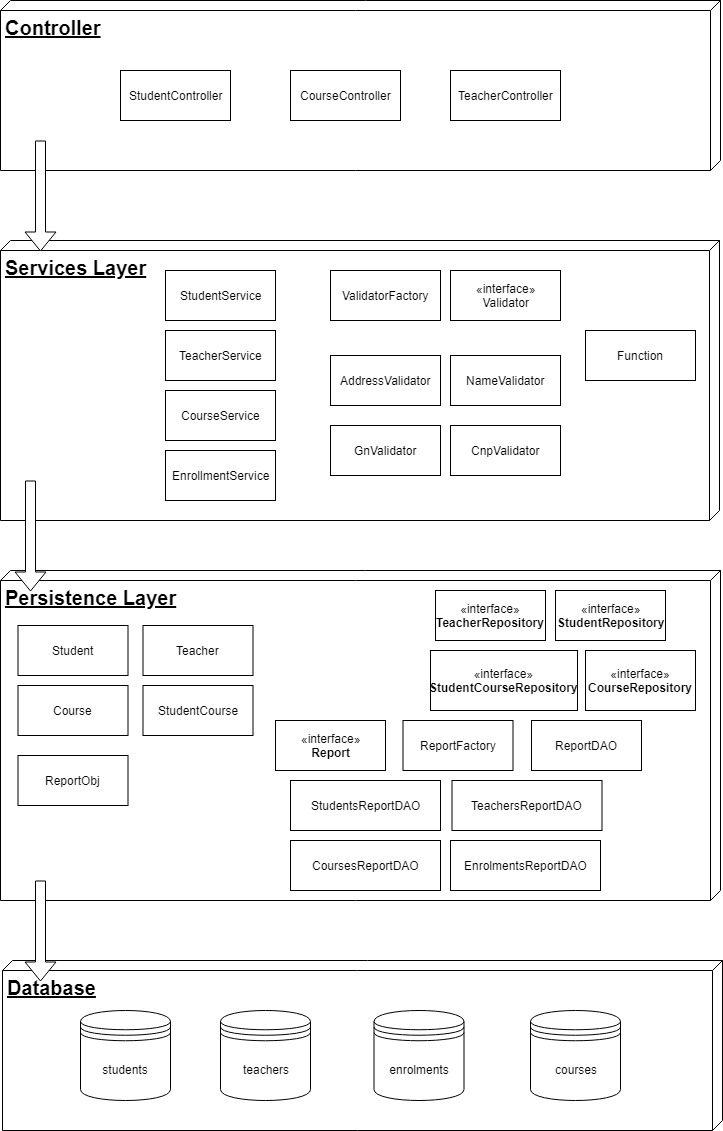 Controller
StudentController
CourseController
TeacherController
Services Layer
StudentService
ValidatorFactory
«interface»
Validator
TeacherService
Function
AddressValidator
NameValidator
CourseService
GnValidator
CnpValidator
EnrollmentService
Persistence Layer
«interface»
TeacherRepository
«interface»
StudentRepository
Student
Teacher
«interface»
StudentCourseRepository
«interface»
CourseRepository
Course
StudentCourse
«interface»
Report
ReportFactory
ReportDAO
ReportObj
StudentsReportDAO
TeachersReportDAO
CoursesReportDAO
EnrolmentsReportDAO
Database
students
teachers
enrolments
courses